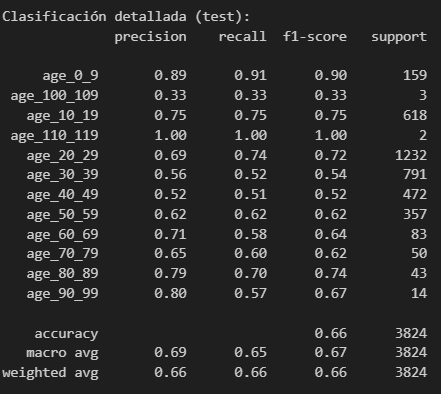 Clasificación detallada (test):
precision recall f1-score support
age_0_9 0.89 0.91 0.90 159
age_100_109 0.33 0.33 0.33 3
age_10_19 0.75 0.75 0.75 618
age_110_119 1.00 1.00 1.00 2
age_20_29 0.69 0.74 0.72 1232
age_30_39 0.56 0.52 0.54 791
age_40_49 0.52 0.51 0.52 472
age_50_59 0.62 0.62 0.62 357
age_60_69 0.71 0.58 0.64 83
age_70_79 0.65 0.60 0.62 50
age_80_89 0.79 0.70 0.74 43
age_90_99 0.80 0.57 0.67 14
accuracy 0.66 3824
macro avg 0.69 0.65 0.67 3824
weighted avg 0.66 0.66 0.66 3824